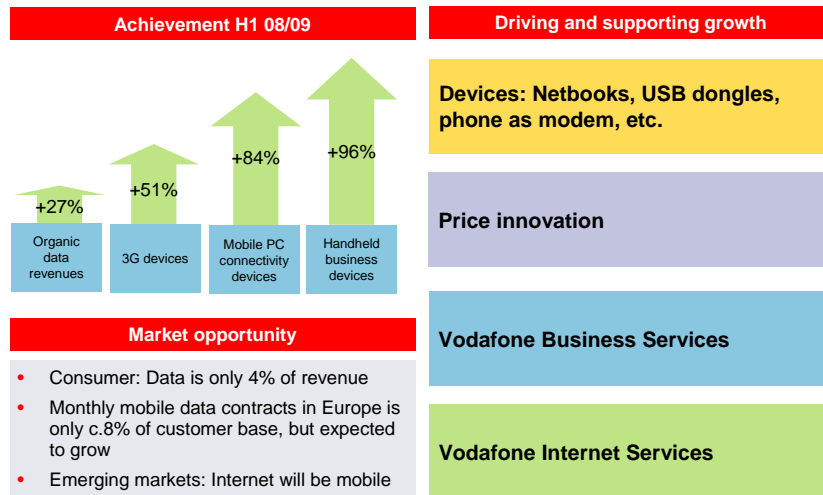 Achievement H1 08/09
+27%
+51%
+84%
+96%
Organic
data
revenues
3G devices
Mobile PC
connectivity
devices
Handheld
business
devices
Market opportunity
• Consumer: Data is only 4% of revenue
• Monthly mobile data contracts in Europe is
only c.8% of customer base, but expected
to grow
• Emerging markets: Internet will be mobile
Driving and supporting growth
Devices: Netbooks, USB dongles,
phone as modem, etc.
Price innovation
Vodafone Business Services
Vodafone Internet Services